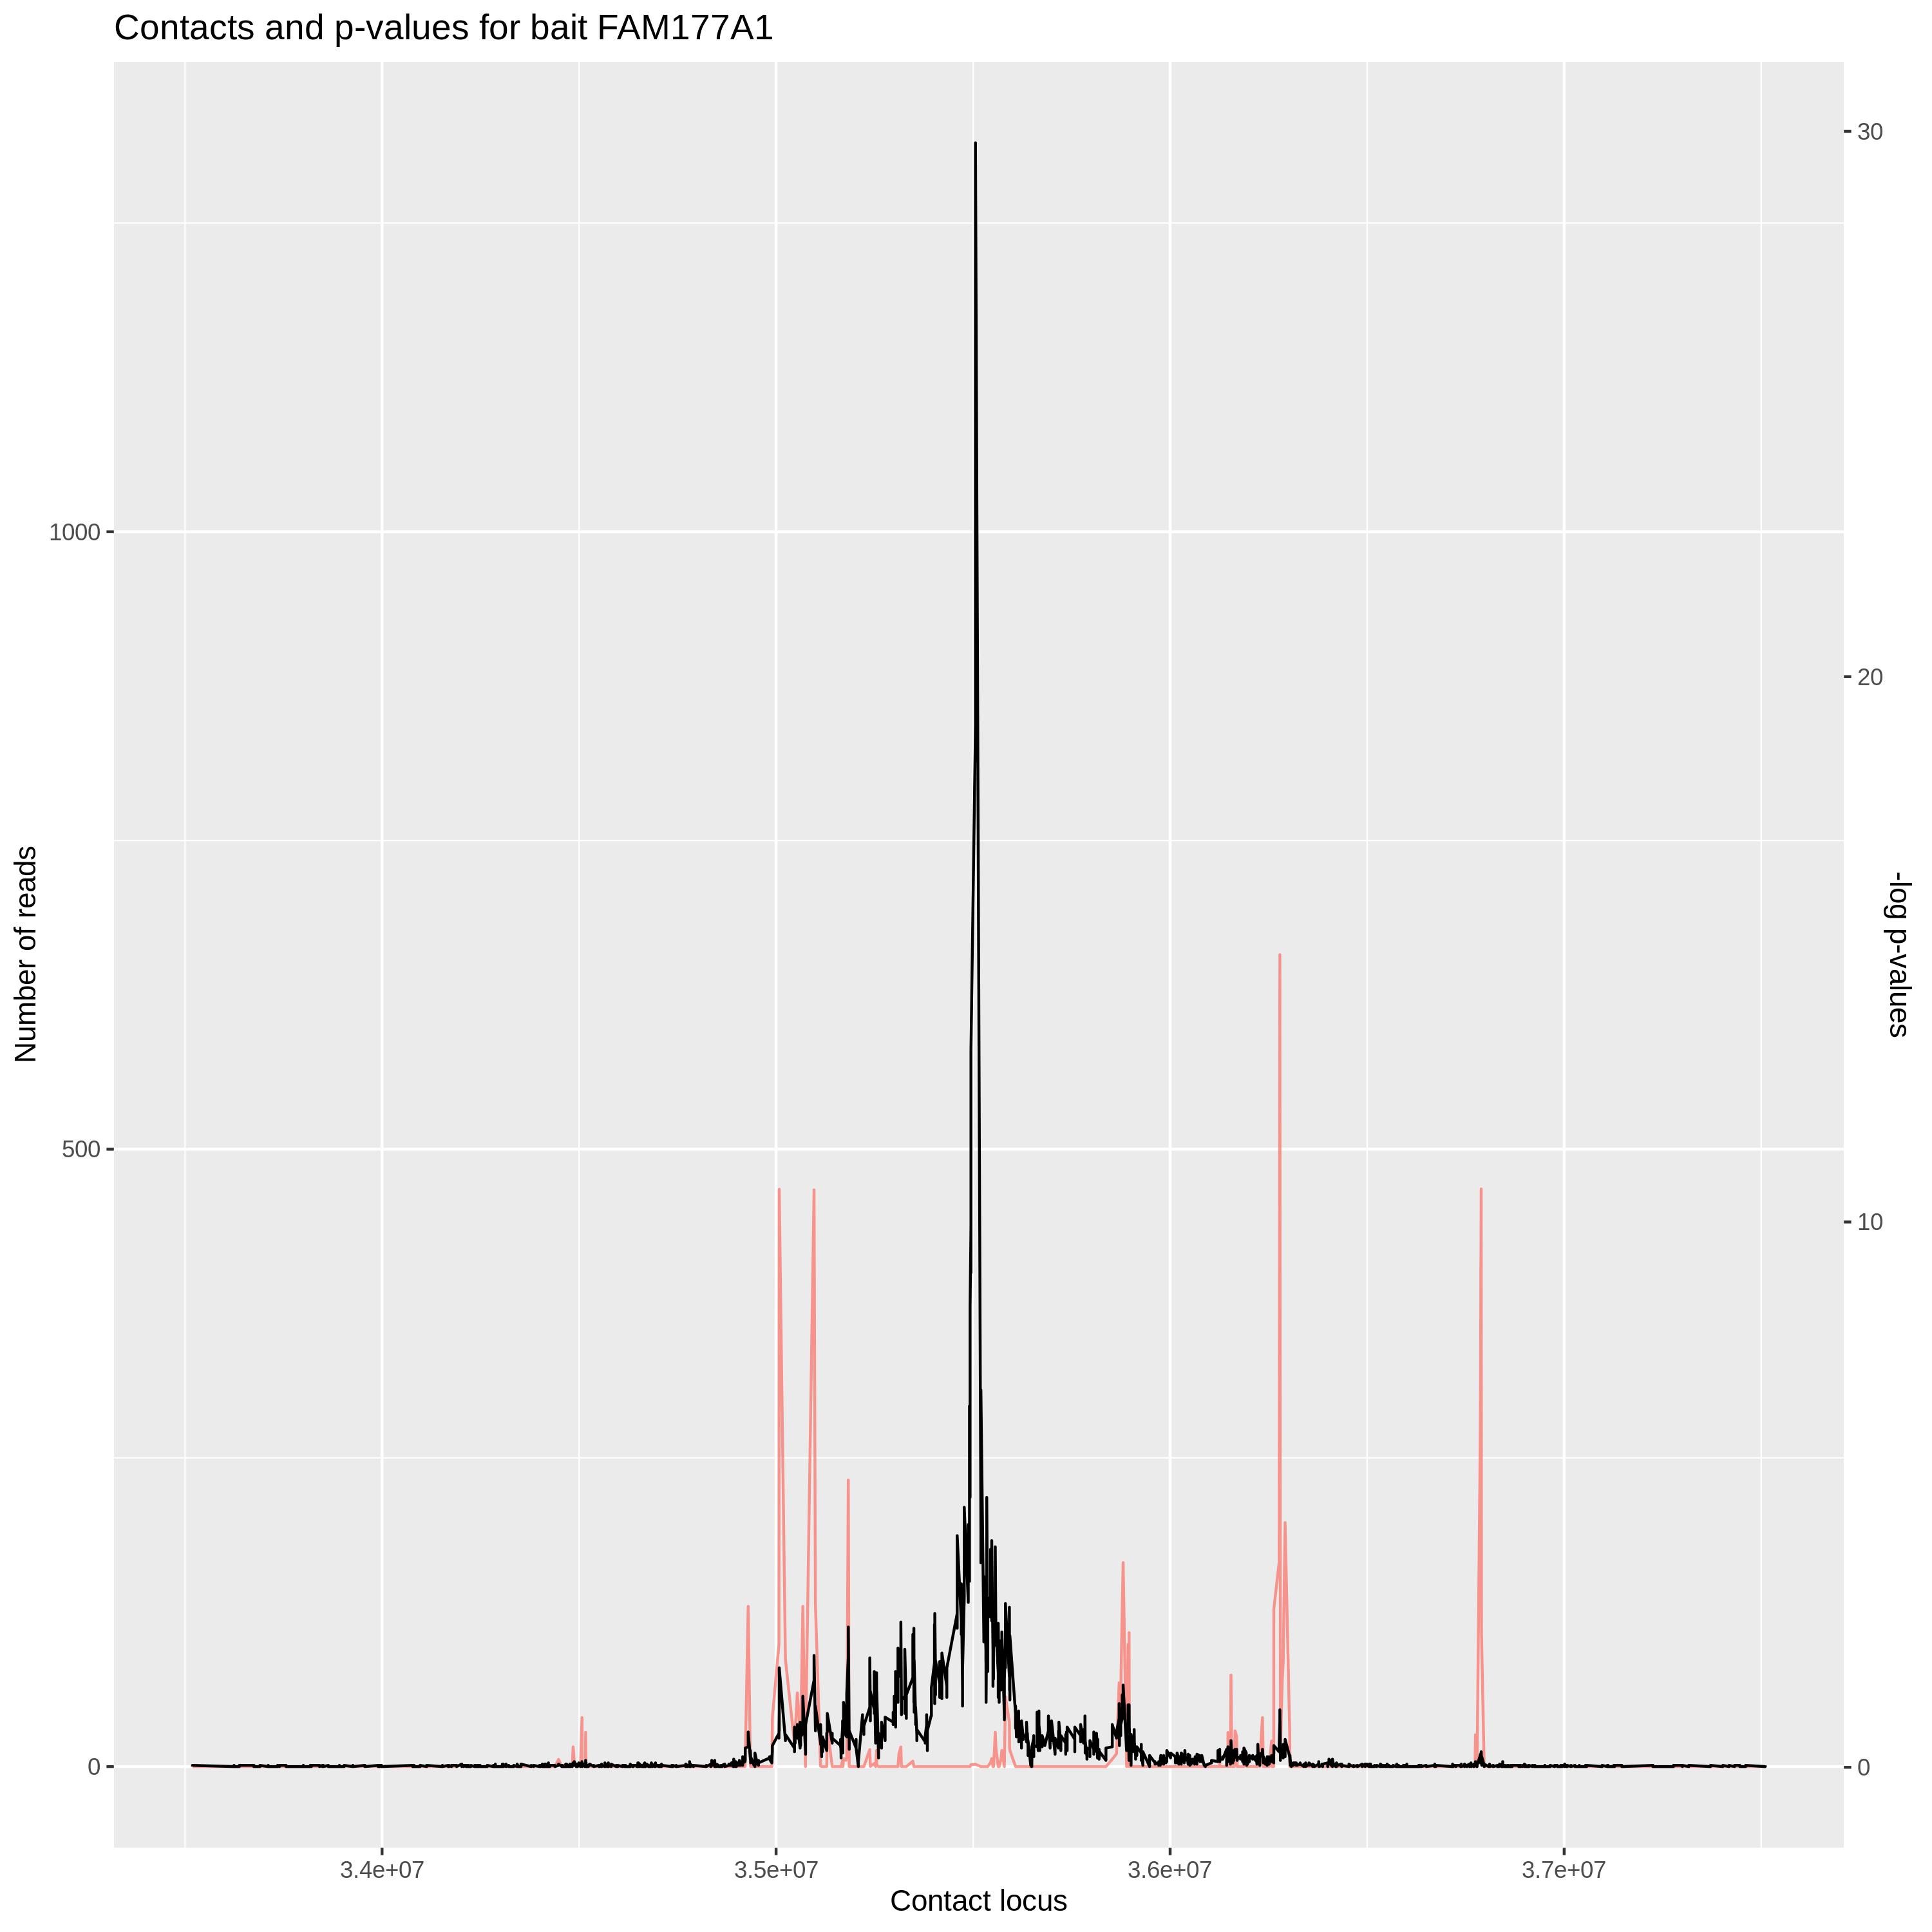 Contacts and p-values for bait FAM177A1
30
1000
20
Number of reads
-log p-values
500
10
0
0
3.4e+07
3.5e+07
3.6e+07
3.7e+07
Contact locus